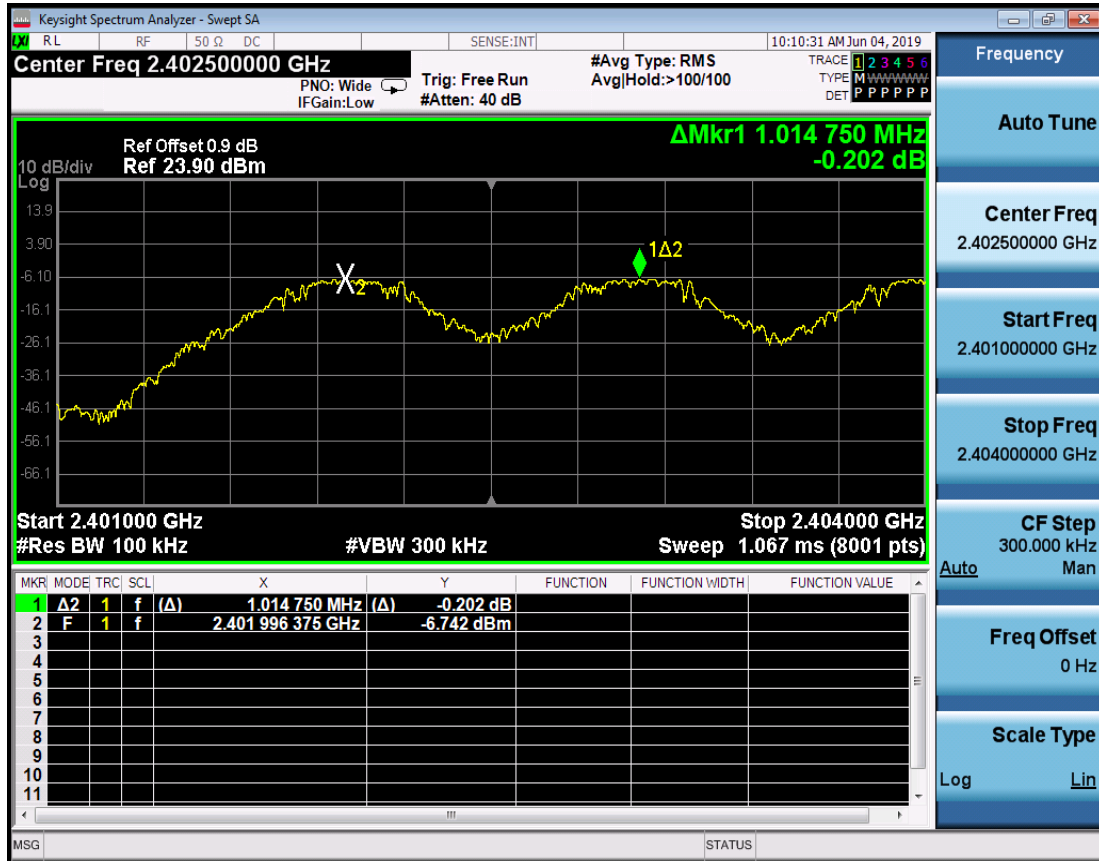 Keysight Spectrum Analyzer - Swept SA
LXI RL RF 50 Ω DC SENSE:INT 10:10:31 AM Jun 04, 2019
Center Freq 2.402500000 GHz
PNO: Wide
IFGain:Low
Trig: Free Run
#Atten: 40 dB
#Avg Type: RMS
Avg|Hold:>100/100
TRACE 1 2 3 4 5 6
TYPE M WWWWW
DET P P P P P P
Ref Offset 0.9 dB
10 dB/div Ref 23.90 dBm
Log
ΔMkr1 1.014 750 MHz
-0.202 dB
13.9
3.90
-6.10
-16.1
-26.1
-36.1
-46.1
-56.1
-66.1
X2
1Δ2
Start 2.401000 GHz Stop 2.404000 GHz
#Res BW 100 kHz #VBW 300 kHz Sweep 1.067 ms (8001 pts)
MKR MODE TRC SCL X Y FUNCTION FUNCTION WIDTH FUNCTION VALUE
1 Δ2 1 f (Δ) 1.014 750 MHz (Δ) -0.202 dB
2 F 1 f 2.401 996 375 GHz -6.742 dBm
3
4
5
6
7
8
9
10
11
MSG STATUS
Frequency
Auto Tune
Center Freq
2.402500000 GHz
Start Freq
2.401000000 GHz
Stop Freq
2.404000000 GHz
CF Step
300.000 kHz
Auto Man
Freq Offset
0 Hz
Scale Type
Log Lin